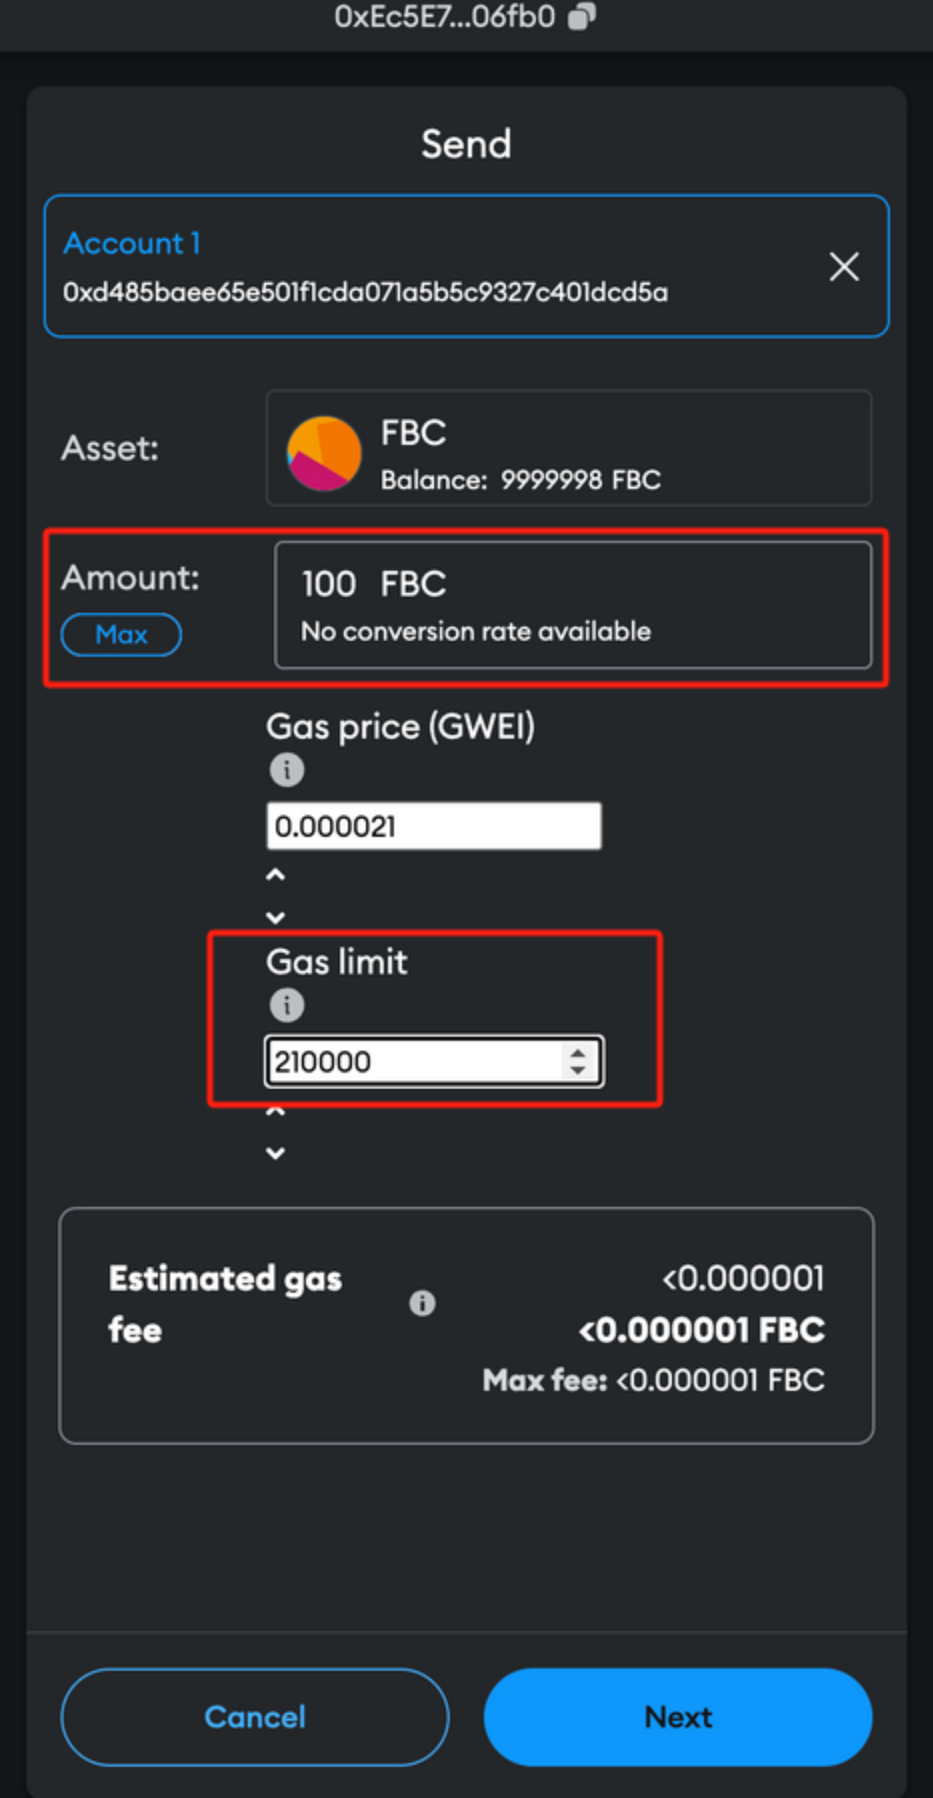 0xEc5E7...06fb0
Send
Account 1
0xd485baee65e501f1cda071a5b5c9327c401dcd5a
Asset:
FBC
Balance: 9999998 FBC
Amount:
Max
100 FBC
No conversion rate available
Gas price (GWEI)
0.000021
Gas limit
210000
Estimated gas
fee
<0.000001
<0.000001 FBC
Max fee: <0.000001 FBC
Cancel
Next